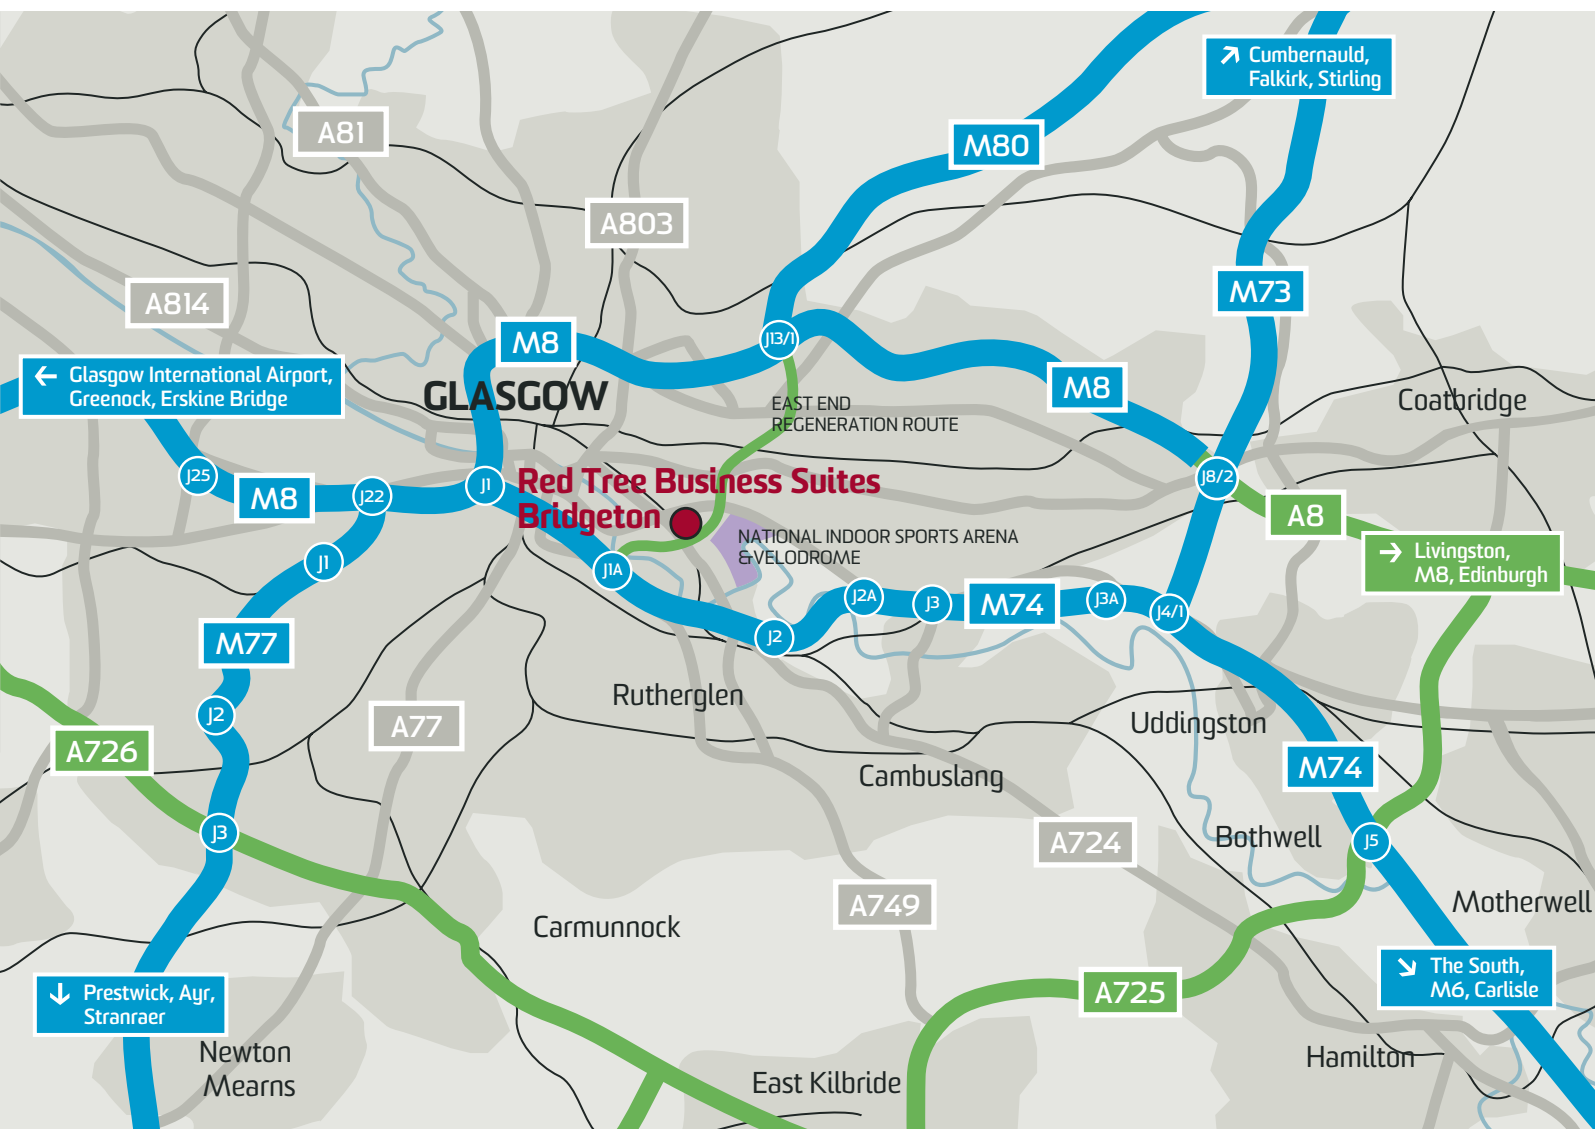 Cumbernauld,
Falkirk, Stirling
A81
M80
A803
M73
A814
M8
J13/1
Glasgow International Airport,
Greenock, Erskine Bridge
GLASGOW
M8
EAST END
REGENERATION ROUTE
Coatbridge
J25
M8
J22
J1
Red Tree Business Suites
Bridgeton
J8/2
A8
NATIONAL INDOOR SPORTS ARENA
& VELODROME
Livingston,
M8, Edinburgh
J1
J1A
J2A
J3
M74
J3A
J4/1
M77
J2
Rutherglen
J2
A77
Uddingston
A726
Cambuslang
M74
J3
A724
Bothwell
J5
A749
Motherwell
Carmunnock
The South,
M6, Carlisle
Prestwick, Ayr,
Stranraer
A725
Newton
Mearns
East Kilbride
Hamilton